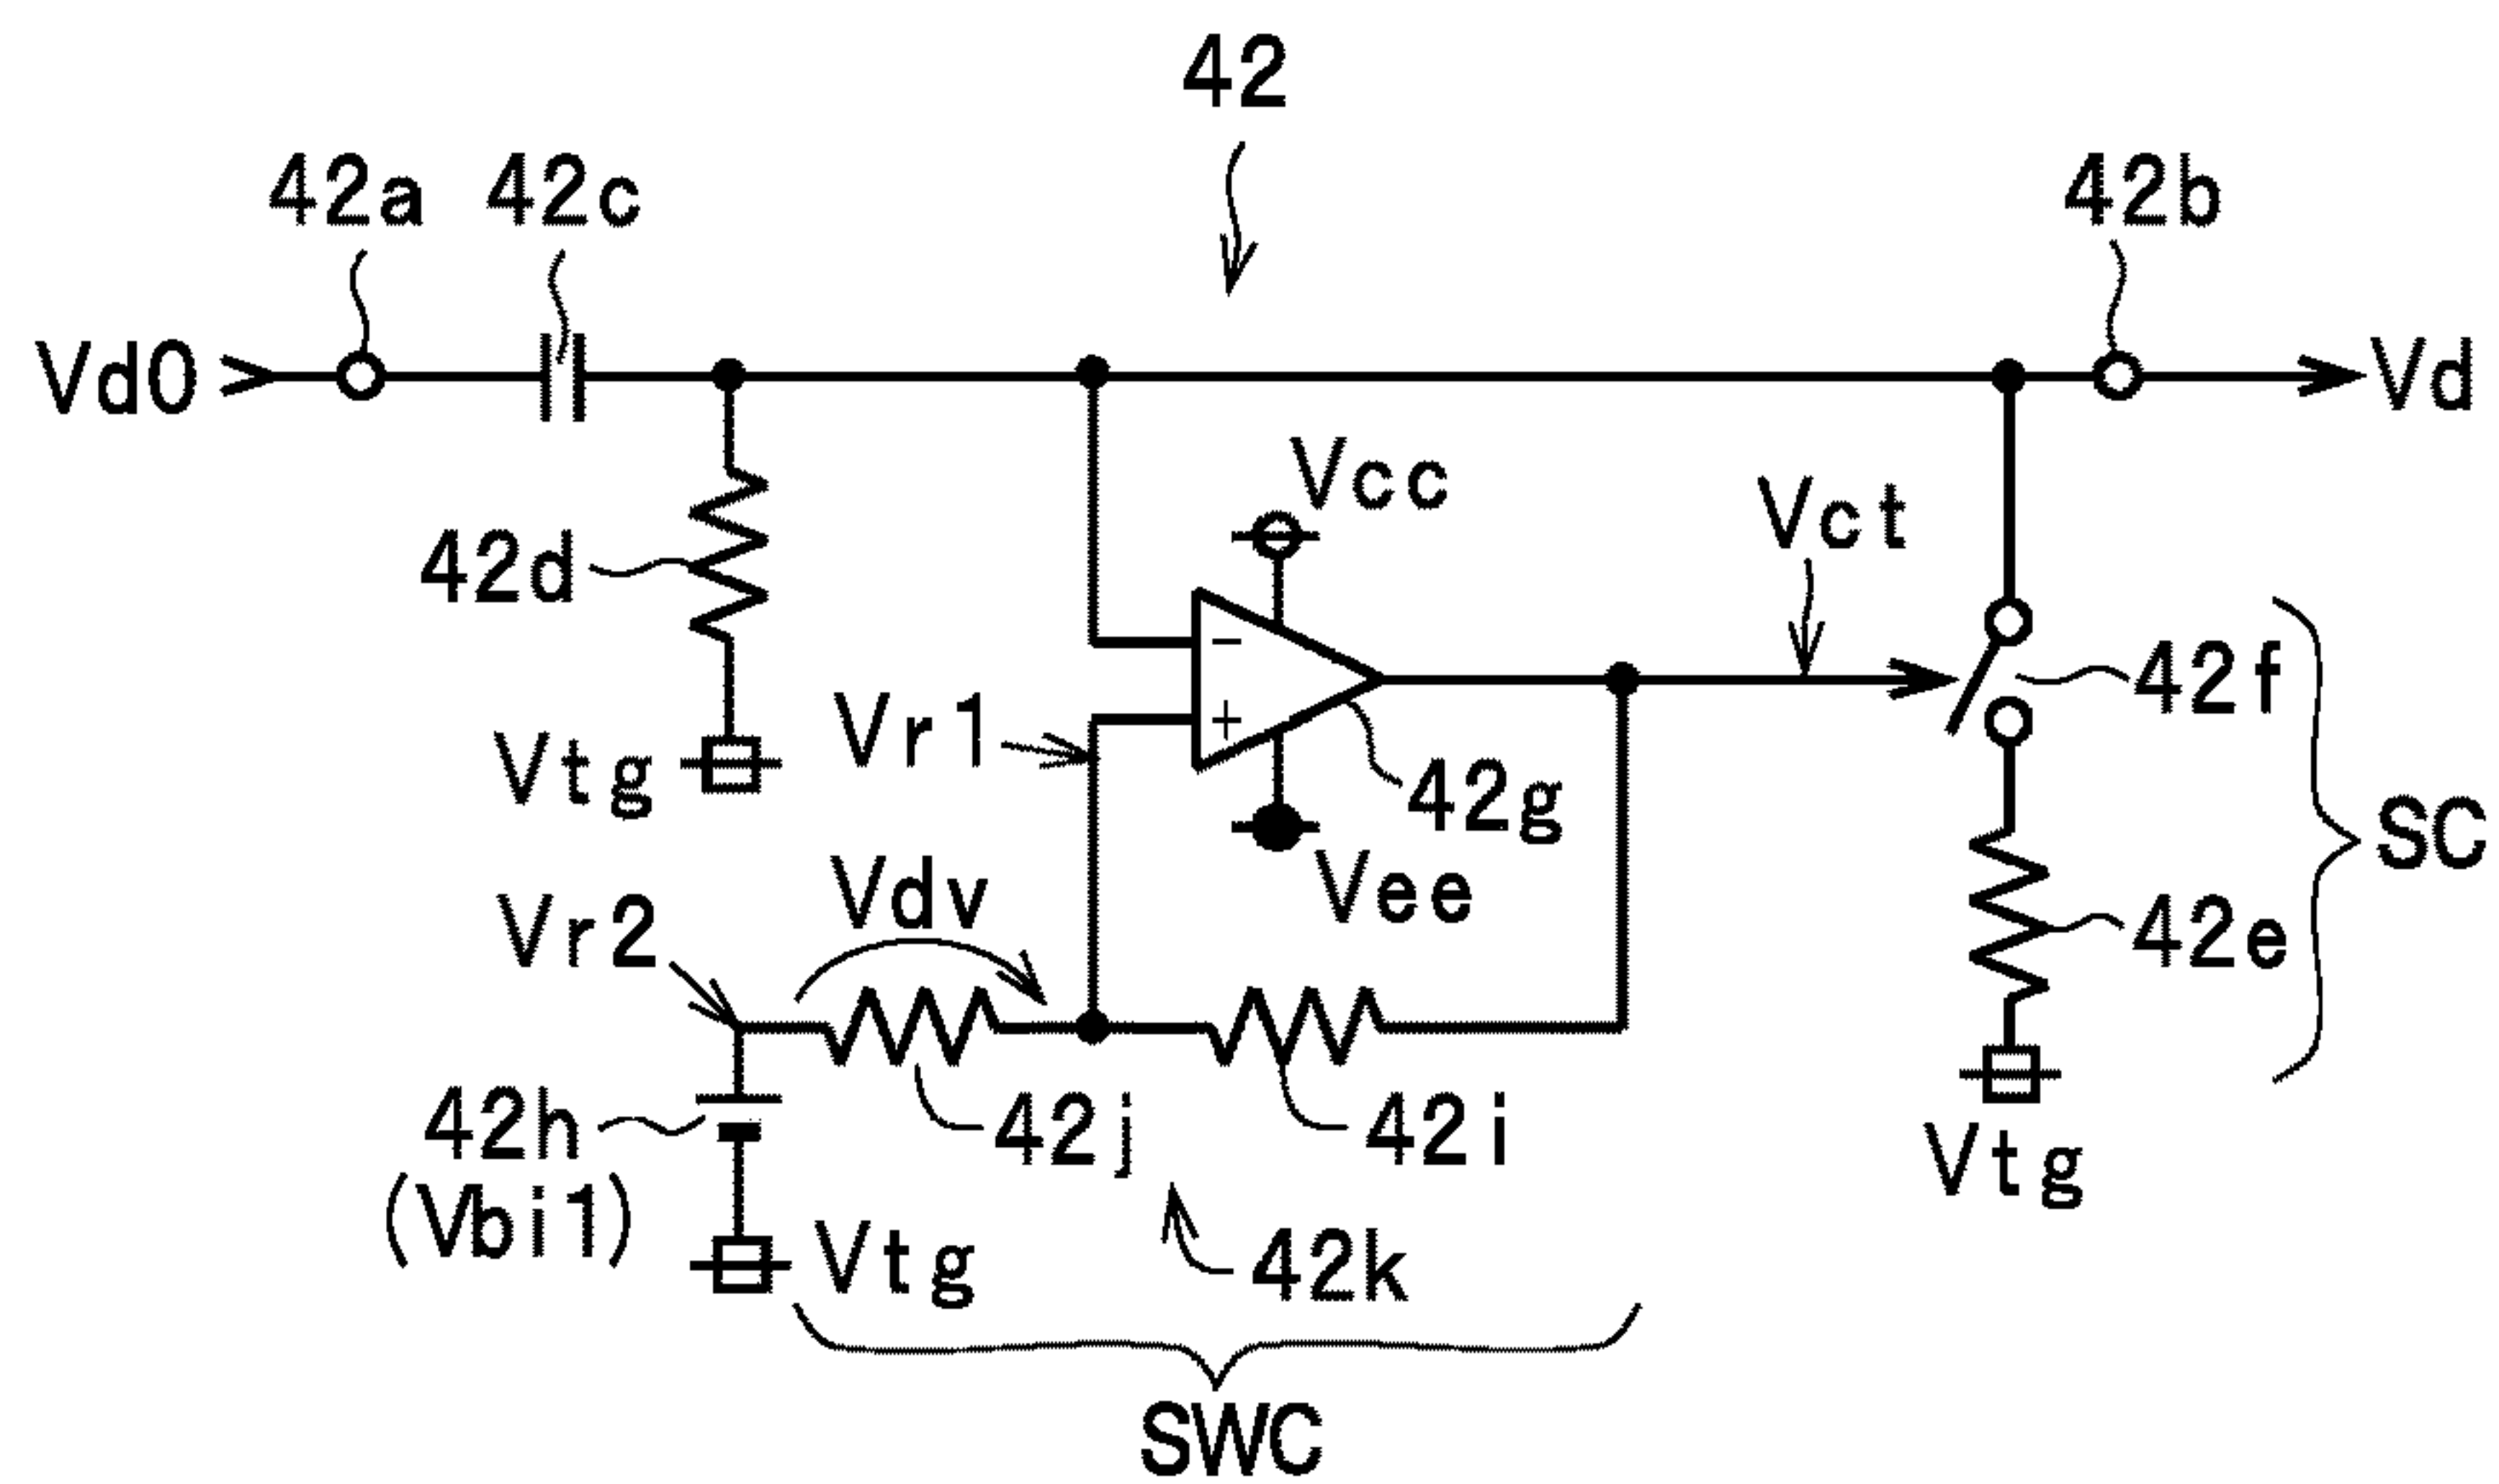 42
42a
42c
42b
Vd0
Vd
Vcc
Vct
42d
−
42f
+
Vr1
Vtg
42g
SC
Vdv
Vee
Vr2
42e
42h
42j
42i
(Vbi1)
Vtg
Vtg
42k
SWC